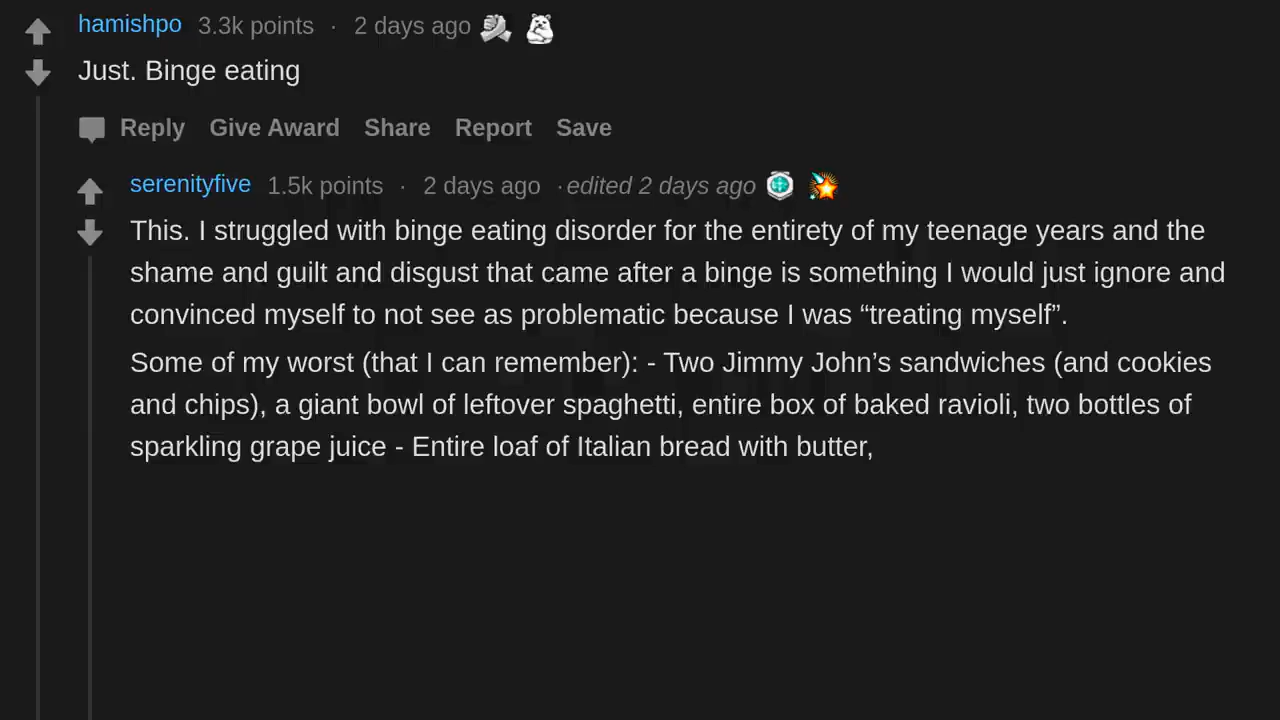 hamishpo 3.3k points · 2 days ago
Just. Binge eating
Reply Give Award Share Report Save
serenityfive 1.5k points · 2 days ago · edited 2 days ago
This. I struggled with binge eating disorder for the entirety of my teenage years and the
shame and guilt and disgust that came after a binge is something I would just ignore and
convinced myself to not see as problematic because I was “treating myself”.
Some of my worst (that I can remember): - Two Jimmy John’s sandwiches (and cookies
and chips), a giant bowl of leftover spaghetti, entire box of baked ravioli, two bottles of
sparkling grape juice - Entire loaf of Italian bread with butter,